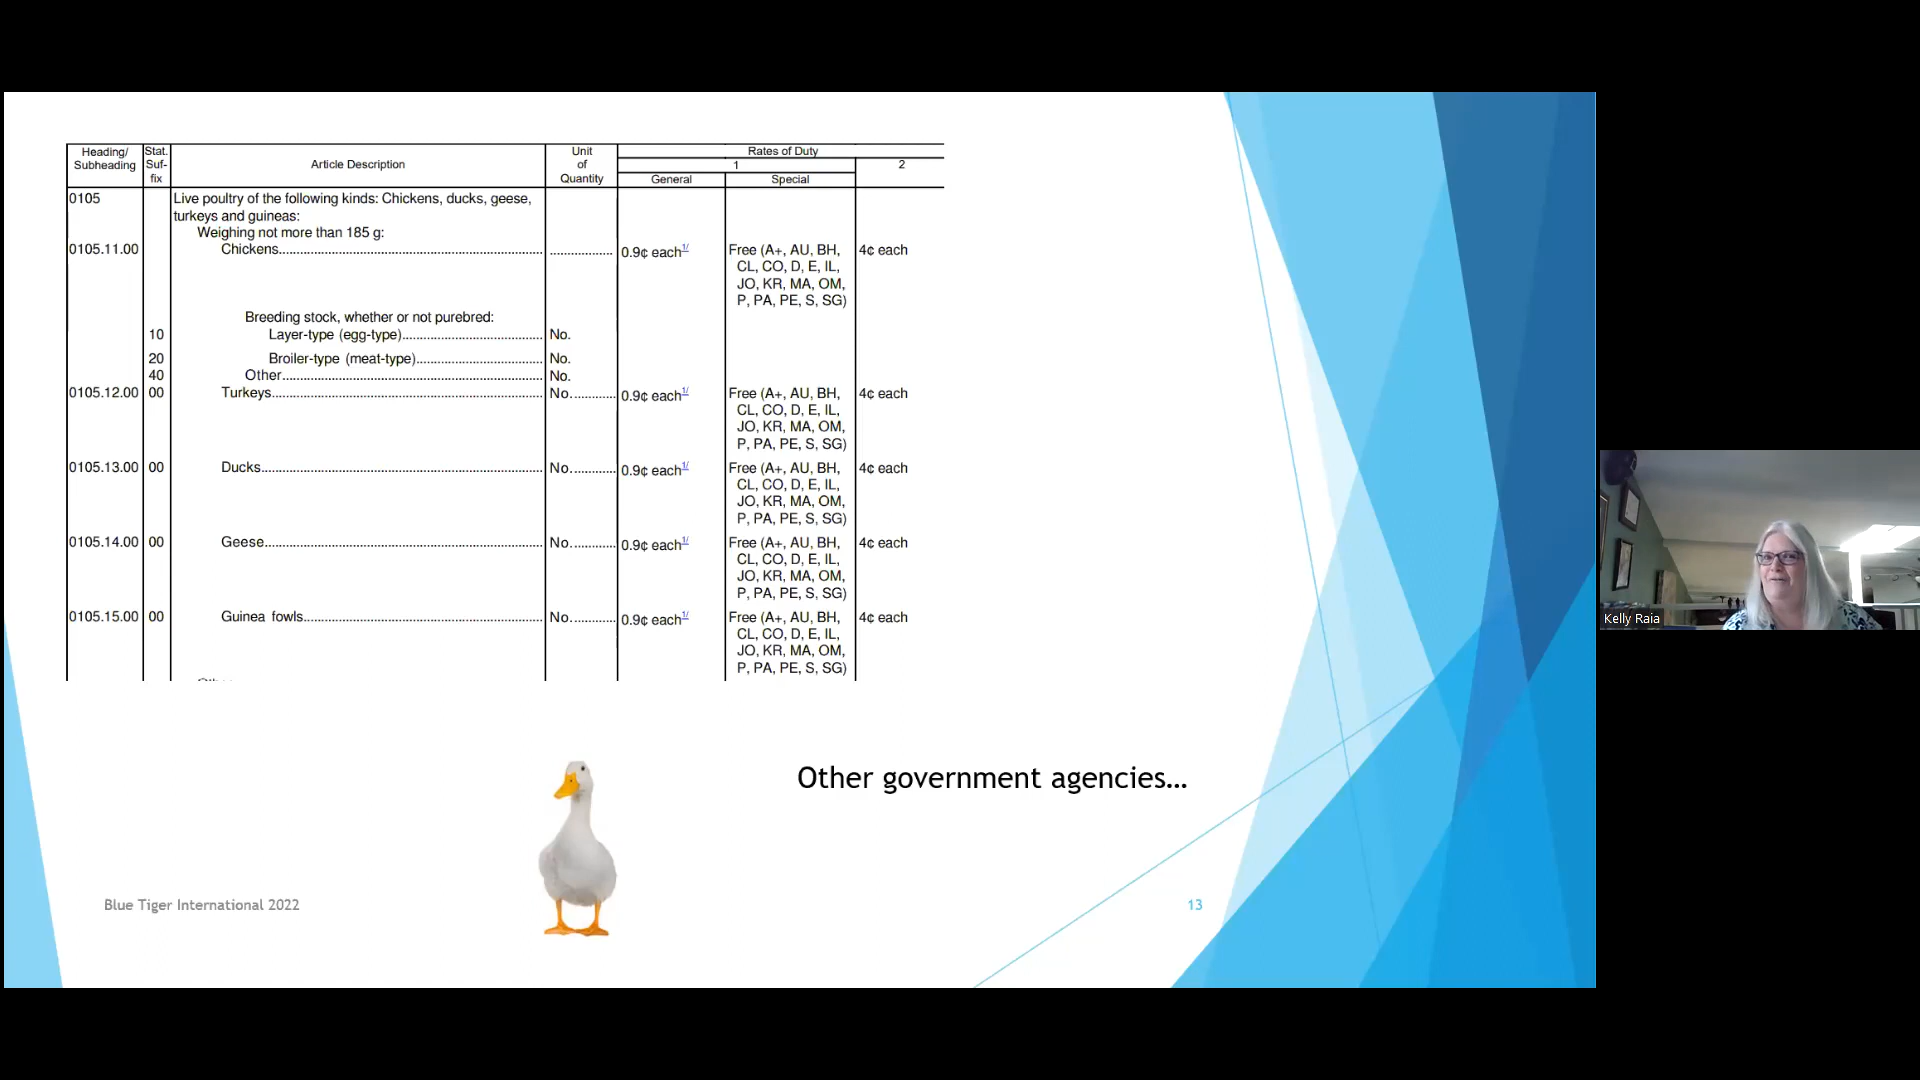 Heading/ Subheading
Stat. Suf- fix
Article Description
Unit of Quantity
Rates of Duty
1
2
General
Special
0105
Live poultry of the following kinds: Chickens, ducks, geese,
turkeys and guineas:
Weighing not more than 185 g:
0105.11.00 Chickens.................................................................. ................ 0.9¢ each1/ Free (A+, AU, BH, 4¢ each
CL, CO, D, E, IL,
JO, KR, MA, OM,
P, PA, PE, S, SG)
Breeding stock, whether or not purebred:
10 Layer-type (egg-type)................................... No.
20 Broiler-type (meat-type)................................ No.
40 Other................................................................. No.
0105.12.00 00 Turkeys.................................................................... No............ 0.9¢ each1/ Free (A+, AU, BH, 4¢ each
CL, CO, D, E, IL,
JO, KR, MA, OM,
P, PA, PE, S, SG)
0105.13.00 00 Ducks....................................................................... No............ 0.9¢ each1/ Free (A+, AU, BH, 4¢ each
CL, CO, D, E, IL,
JO, KR, MA, OM,
P, PA, PE, S, SG)
0105.14.00 00 Geese...................................................................... No............ 0.9¢ each1/ Free (A+, AU, BH, 4¢ each
CL, CO, D, E, IL,
JO, KR, MA, OM,
P, PA, PE, S, SG)
0105.15.00 00 Guinea fowls............................................................ No............ 0.9¢ each1/ Free (A+, AU, BH, 4¢ each
CL, CO, D, E, IL,
JO, KR, MA, OM,
P, PA, PE, S, SG)
Other government agencies...
Blue Tiger International 2022
13
Kelly Raia